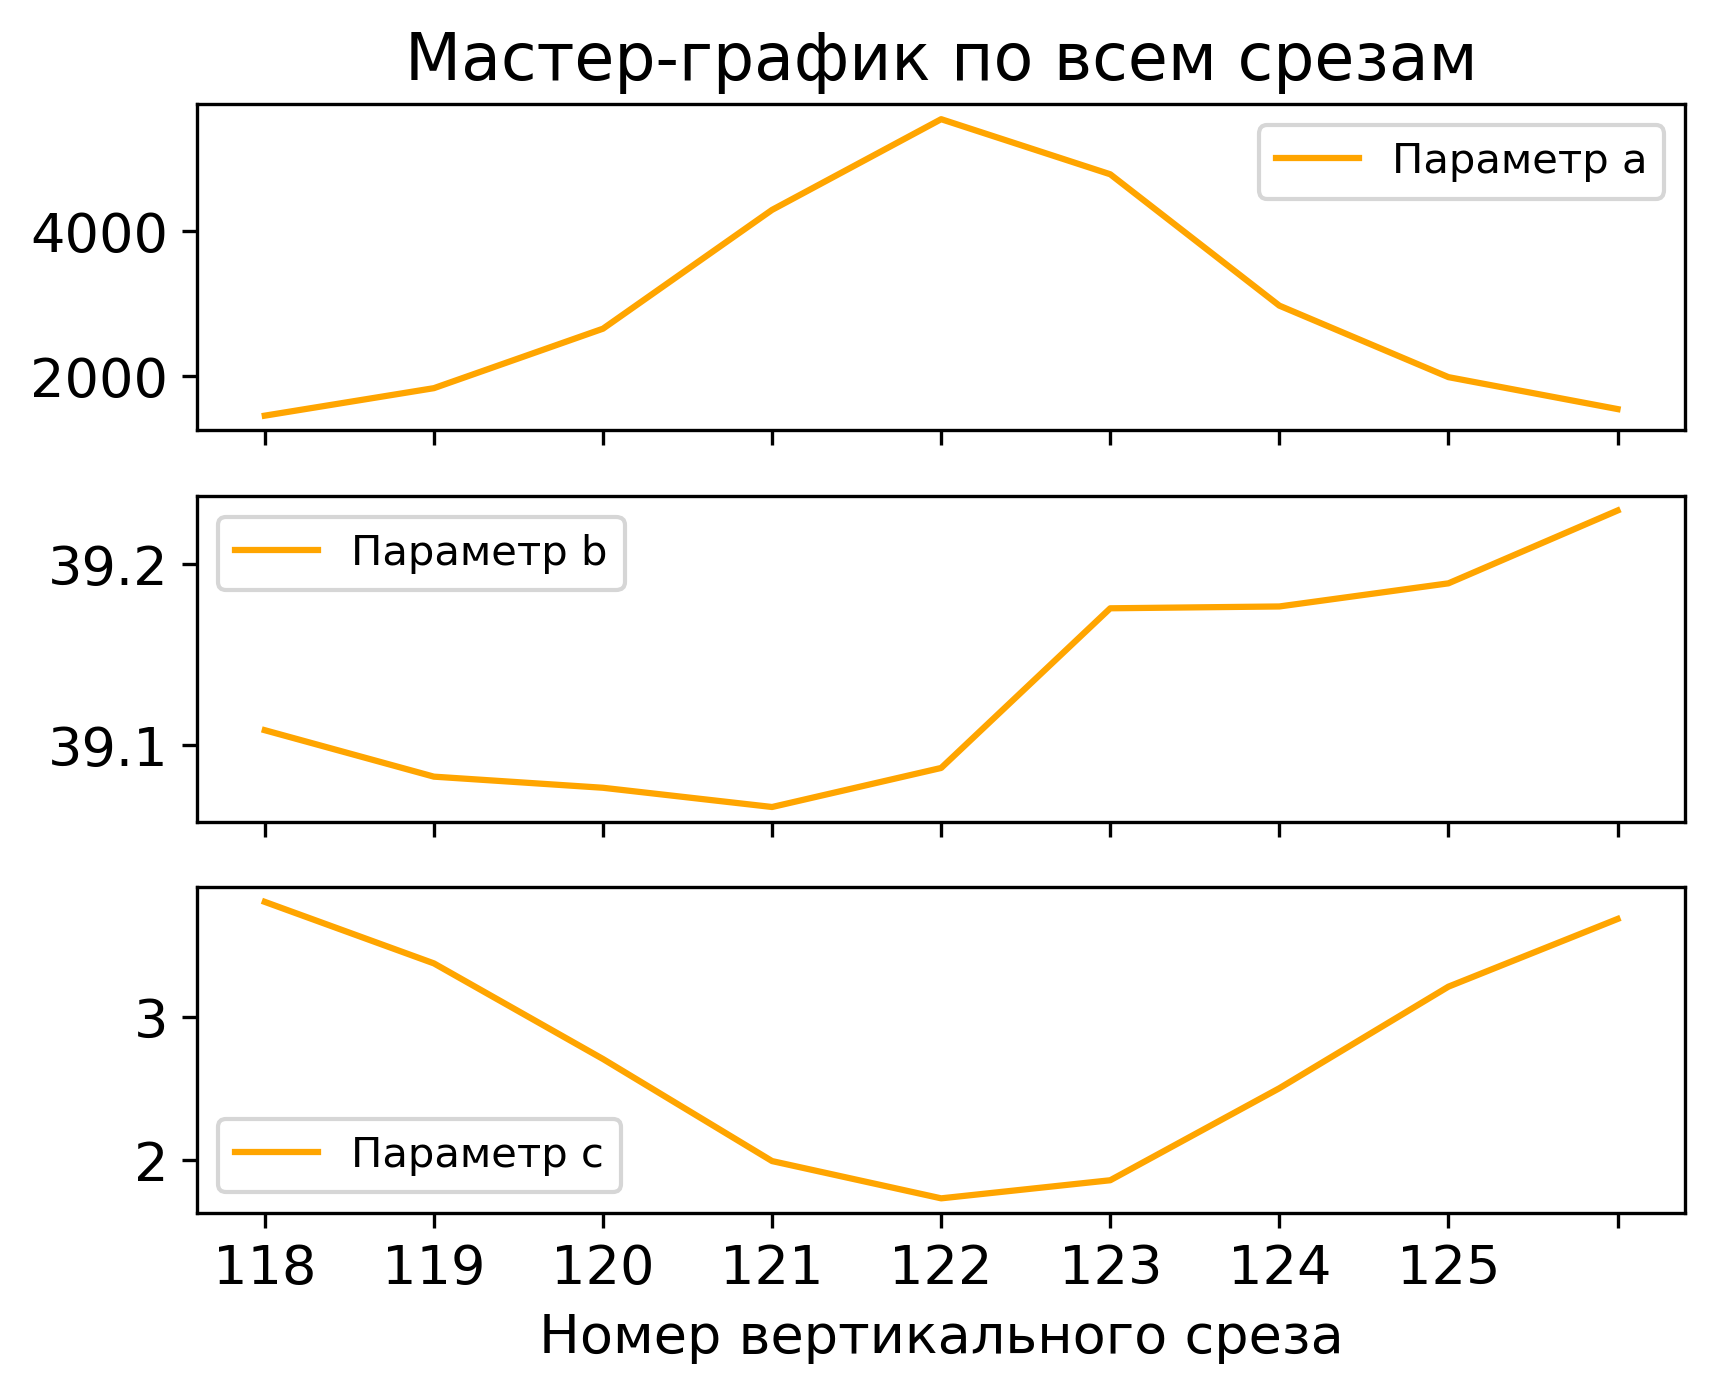 Мастер-график по всем срезам
Параметр a
4000
2000
Параметр b
39.2
39.1
3
2
Параметр c
118 119 120 121 122 123 124 125
Номер вертикального среза